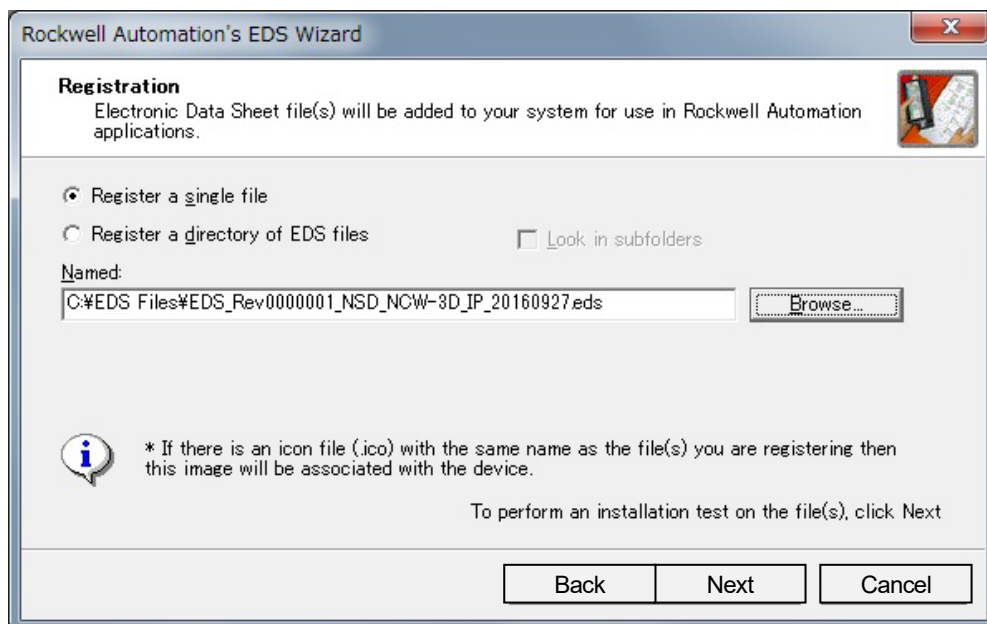 Rockwell Automation's EDS Wizard
Registration
Electronic Data Sheet file(s) will be added to your system for use in Rockwell Automation
applications.
Register a single file
Register a directory of EDS files
Look in subfolders
Named:
C:¥EDS Files¥EDS_Rev0000001_NSD_NCW-3D_IP_20160927.eds
Browse...
* If there is an icon file (.ico) with the same name as the file(s) you are registering then
this image will be associated with the device.
To perform an installation test on the file(s), click Next
Back
Next
Cancel